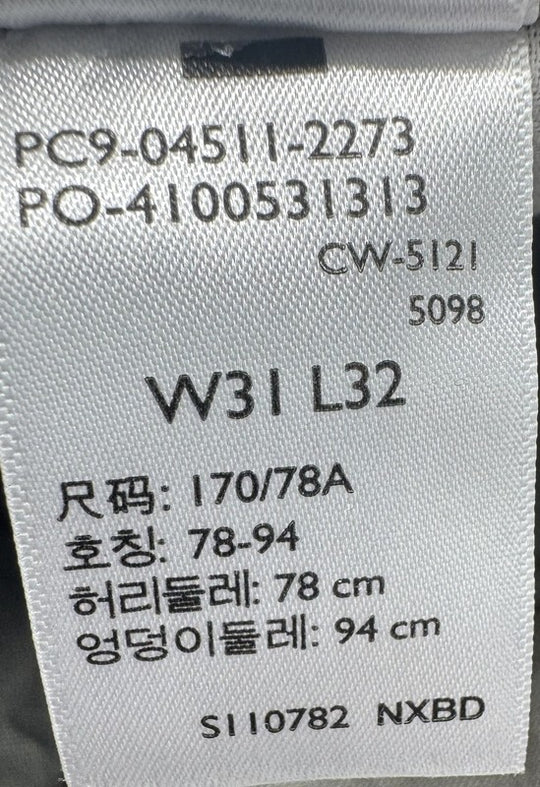 PC9-04511-2273
PO-4100531313
CW-5121
5098
W31 L32
尺码: 170/78A
호칭: 78-94
허리둘레: 78 cm
엉덩이둘레: 94 cm
S110782 NXBD